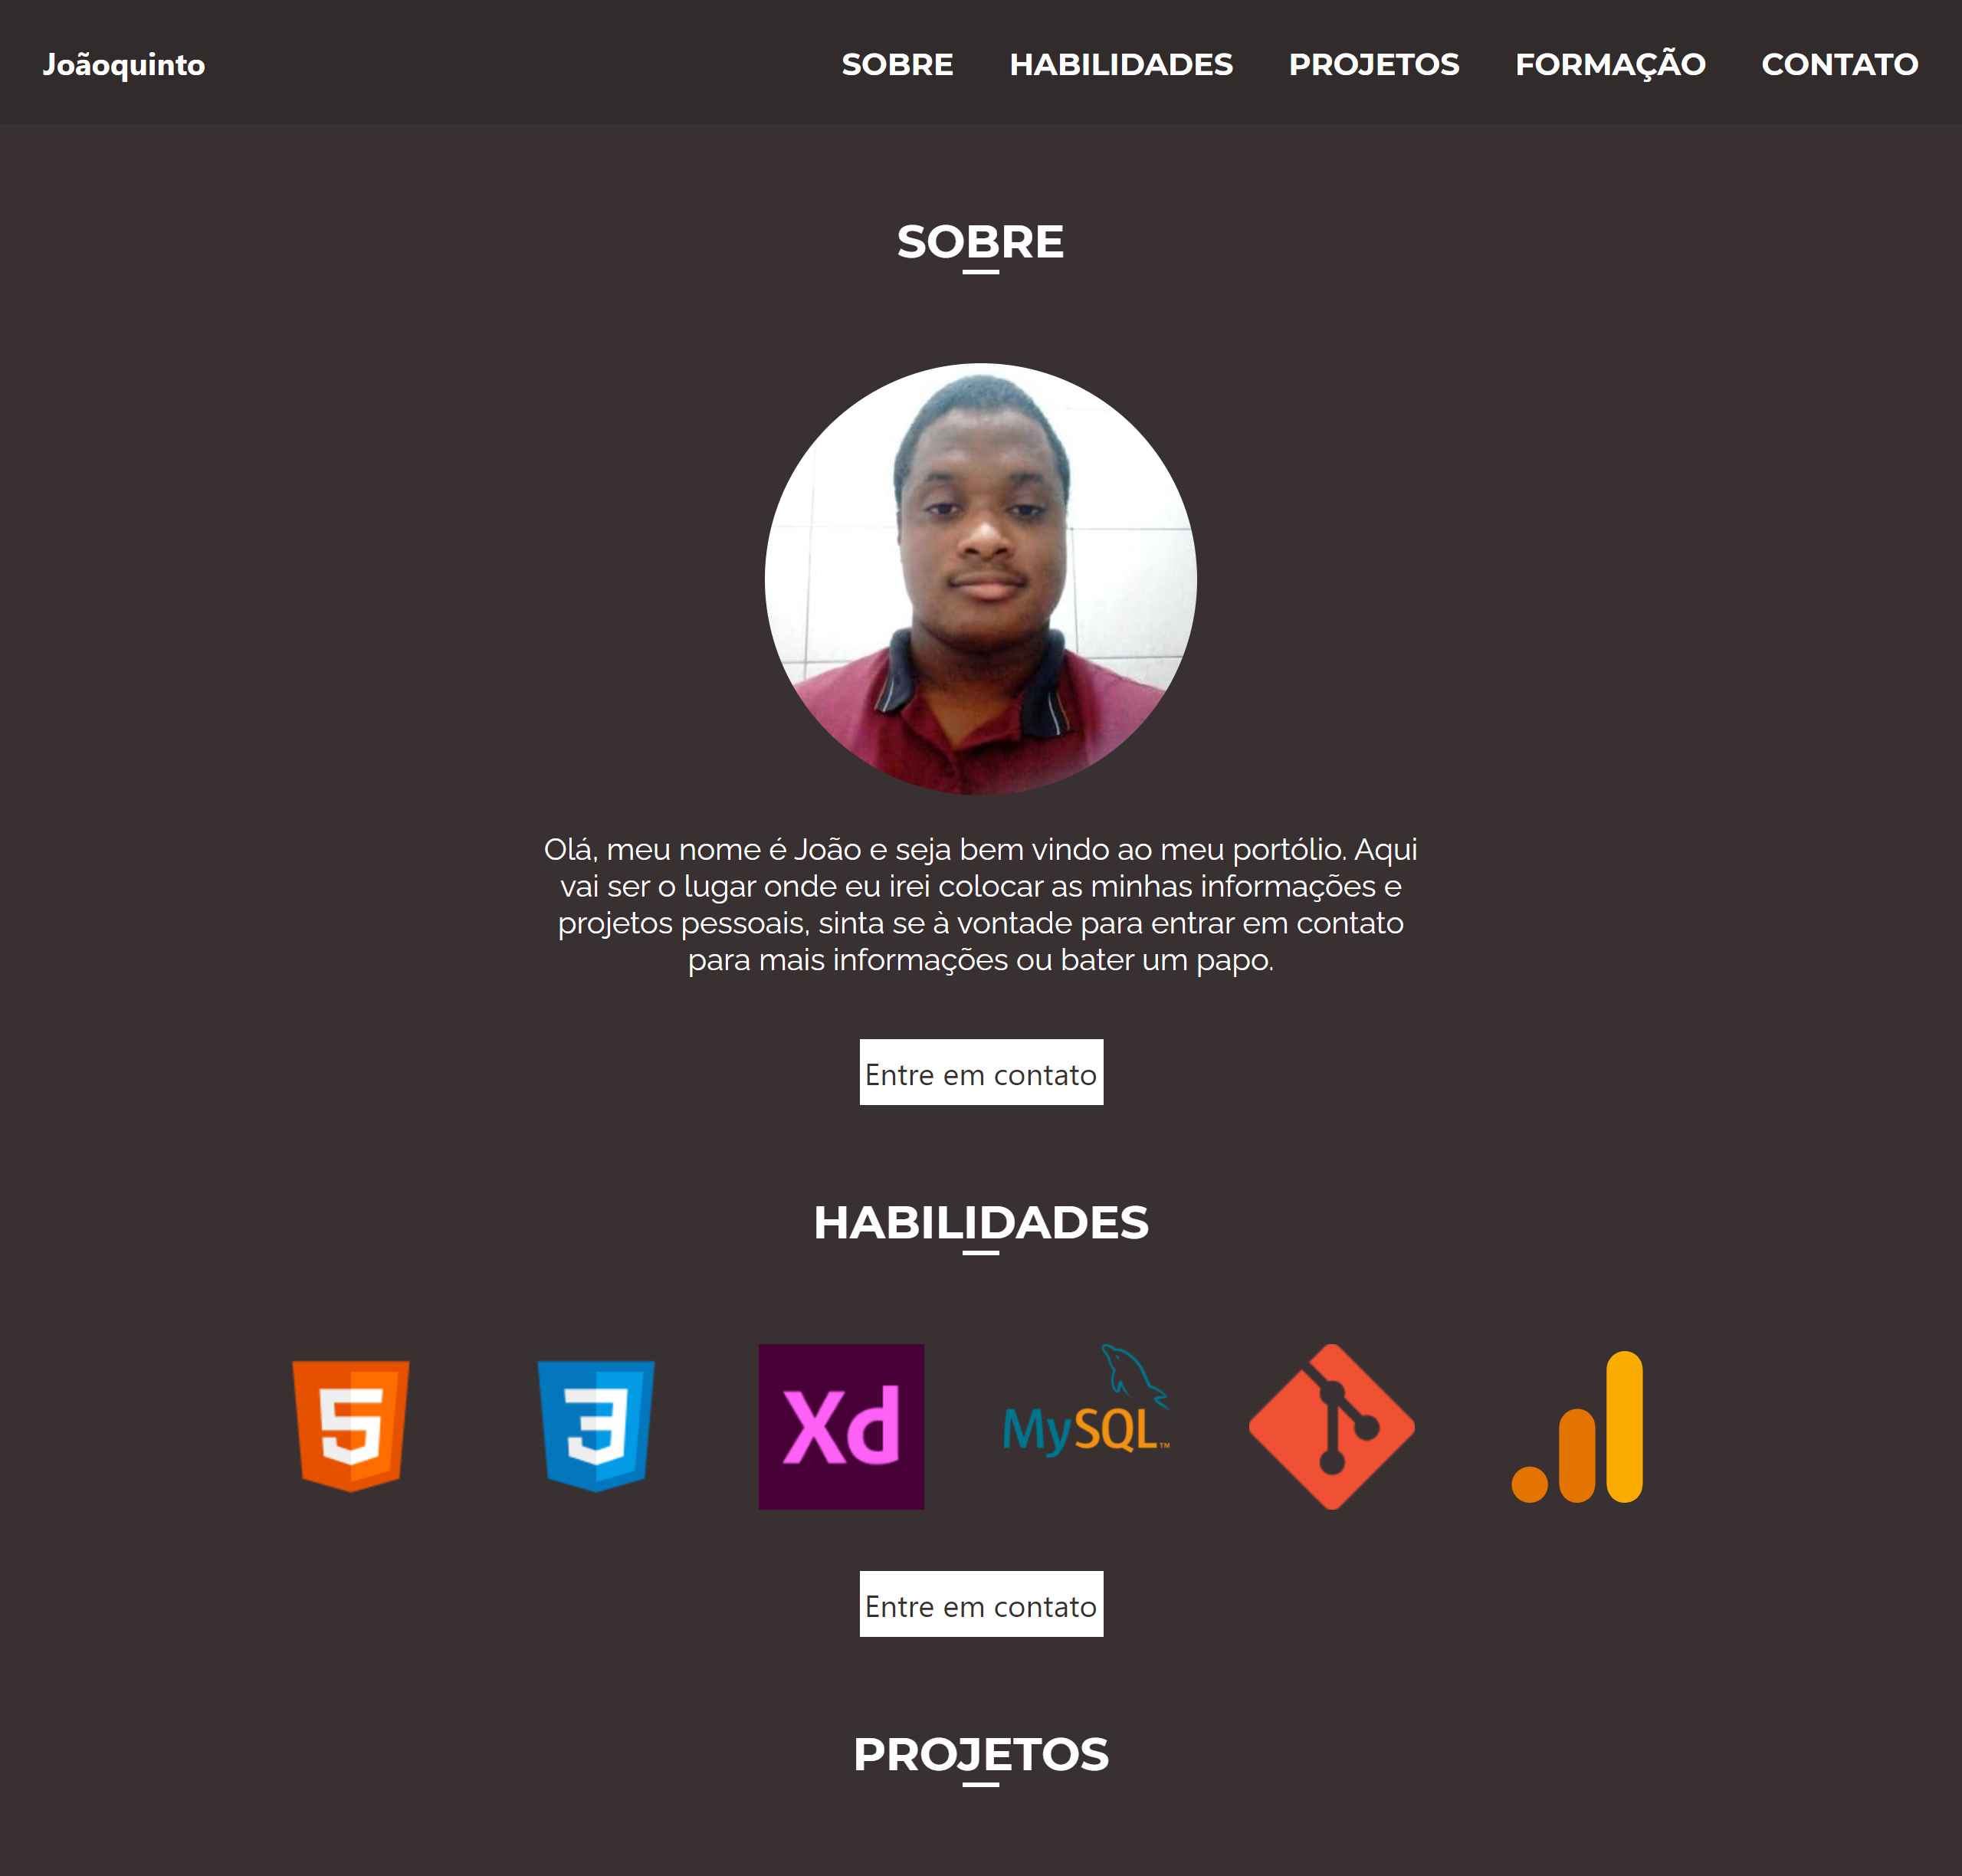 Joãoquinto
SOBRE HABILIDADES PROJETOS FORMAÇÃO CONTATO
SOBRE
Olá, meu nome é João e seja bem vindo ao meu portólio. Aqui
vai ser o lugar onde eu irei colocar as minhas informações e
projetos pessoais, sinta se à vontade para entrar em contato
para mais informações ou bater um papo.
Entre em contato
HABILIDADES
5 3 Xd MySQL™
Entre em contato
PROJETOS